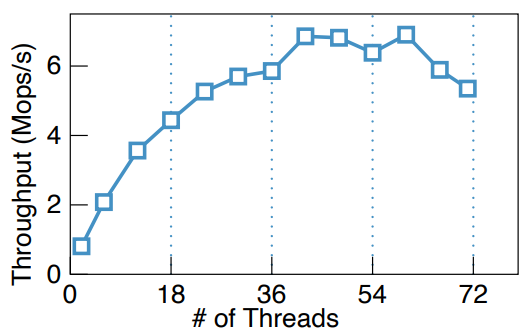 Throughput (Mops/s)
6
4
2
0
0 18 36 54 72
# of Threads